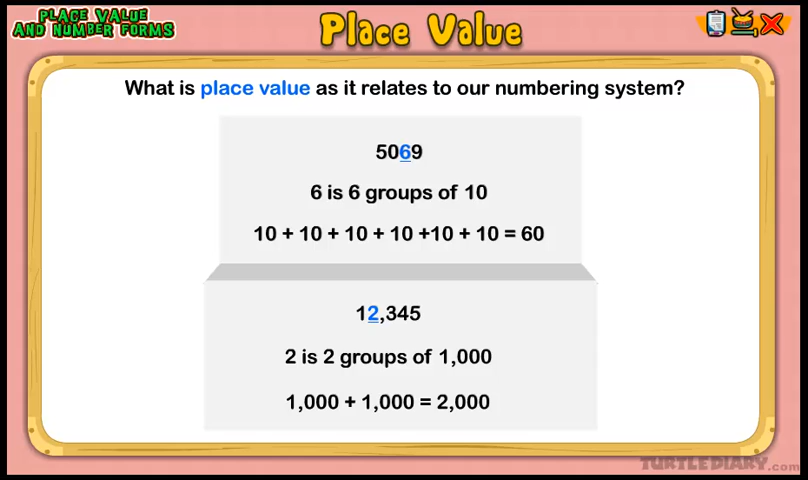 PLACE VALUE
AND NUMBER FORMS
Place Value
What is place value as it relates to our numbering system?
5069
6 is 6 groups of 10
10 + 10 + 10 + 10 +10 + 10 = 60
12,345
2 is 2 groups of 1,000
1,000 + 1,000 = 2,000
TURTLEDIARY.com